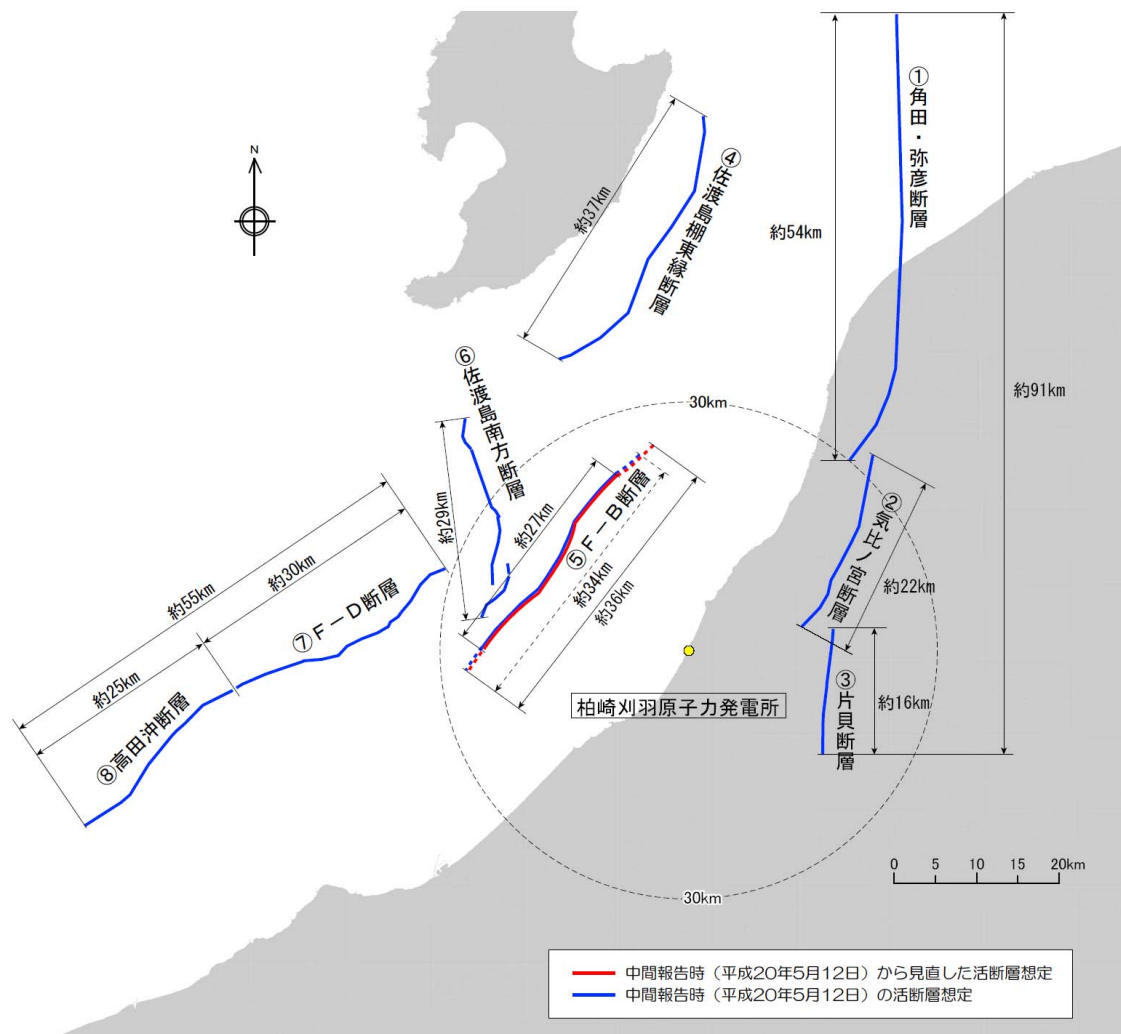 N
①角田・弥彦断層
④佐渡島棚東縁断層
約37km
約54km
約91km
⑥佐渡島南方断層
30km
②気比ノ宮断層
約29km
約27km
⑤F－B断層
約34km
約36km
約22km
約55km
約30km
⑦F－D断層
約25km
⑧高田沖断層
柏崎刈羽原子力発電所
③片貝断層
約16km
0 5 10 15 20km
30km
中間報告時（平成20年5月12日）から見直した活断層想定
中間報告時（平成20年5月12日）の活断層想定